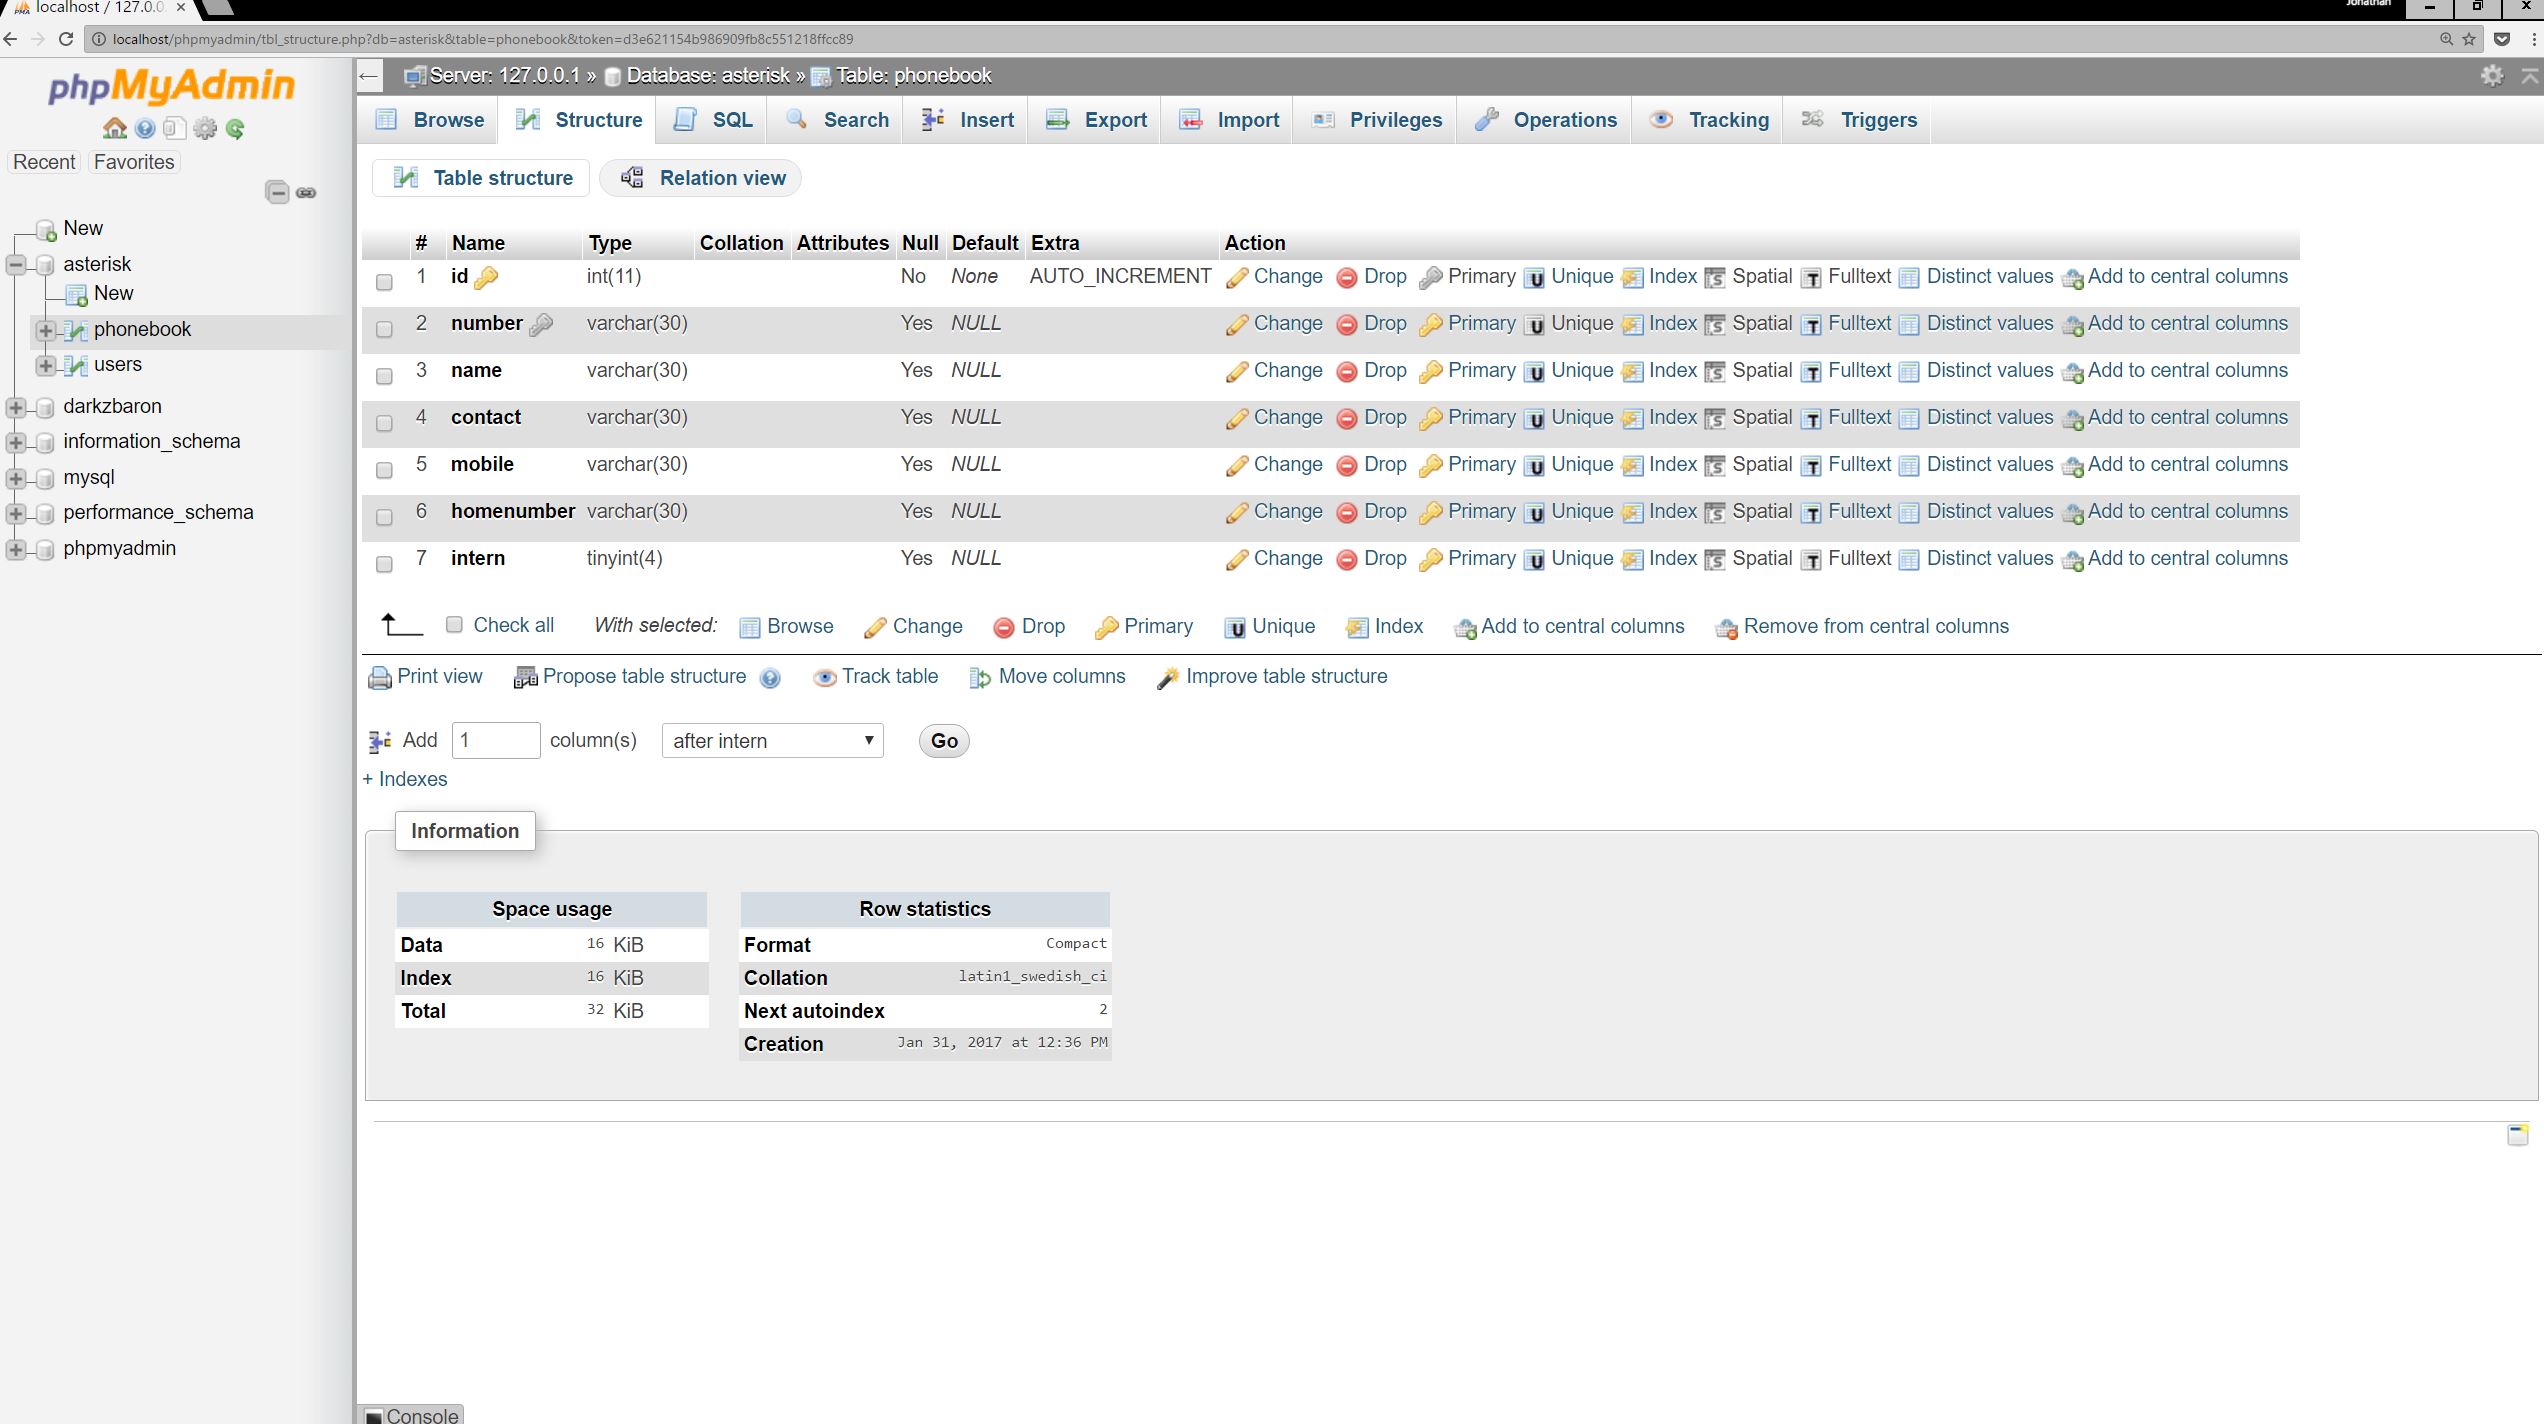 localhost / 127.0.0.
Jonathan
localhost/phpmyadmin/tbl_structure.php?db=asterisk&table=phonebook&token=d3e621154b986909fb8c551218ffcc89
phpMyAdmin
Recent Favorites
New
asterisk
New
phonebook
users
darkzbaron
information_schema
mysql
performance_schema
phpmyadmin
Server: 127.0.0.1 » Database: asterisk » Table: phonebook
Browse Structure SQL Search Insert Export Import Privileges Operations Tracking Triggers
Table structure Relation view
# Name Type Collation Attributes Null Default Extra Action
1 id int(11) No None AUTO_INCREMENT Change Drop Primary Unique Index Spatial Fulltext Distinct values Add to central columns
2 number varchar(30) Yes NULL Change Drop Primary Unique Index Spatial Fulltext Distinct values Add to central columns
3 name varchar(30) Yes NULL Change Drop Primary Unique Index Spatial Fulltext Distinct values Add to central columns
4 contact varchar(30) Yes NULL Change Drop Primary Unique Index Spatial Fulltext Distinct values Add to central columns
5 mobile varchar(30) Yes NULL Change Drop Primary Unique Index Spatial Fulltext Distinct values Add to central columns
6 homenumber varchar(30) Yes NULL Change Drop Primary Unique Index Spatial Fulltext Distinct values Add to central columns
7 intern tinyint(4) Yes NULL Change Drop Primary Unique Index Spatial Fulltext Distinct values Add to central columns
Check all With selected: Browse Change Drop Primary Unique Index Add to central columns Remove from central columns
Print view Propose table structure Track table Move columns Improve table structure
Add 1 column(s) after intern Go
+ Indexes
Information
Space usage
Data 16 KiB
Index 16 KiB
Total 32 KiB
Row statistics
Format Compact
Collation latin1_swedish_ci
Next autoindex 2
Creation Jan 31, 2017 at 12:36 PM
Console